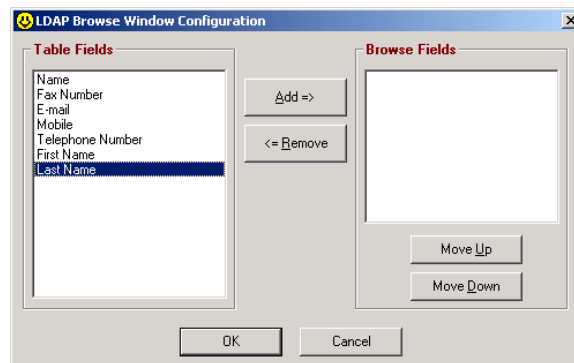 LDAP Browse Window Configuration
Table Fields
Name
Fax Number
E-mail
Mobile
Telephone Number
First Name
Last Name
Add =>
<= Remove
Browse Fields
Move Up
Move Down
OK
Cancel